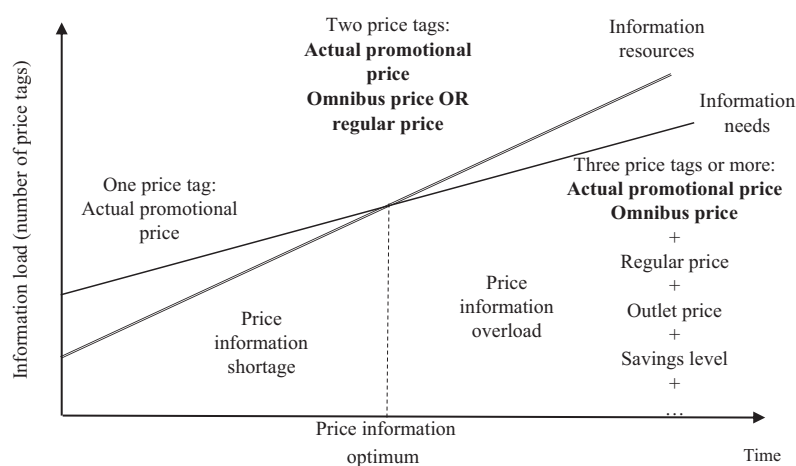 Two price tags:
Actual promotional
price
Omnibus price OR
regular price
Information
resources
Information
needs
One price tag:
Actual promotional
price
Three price tags or more:
Actual promotional price
Omnibus price
+
Regular price
+
Outlet price
+
Savings level
+
...
Price
information
overload
Price
information
shortage
Information load (number of price tags)
Price information
optimum
Time